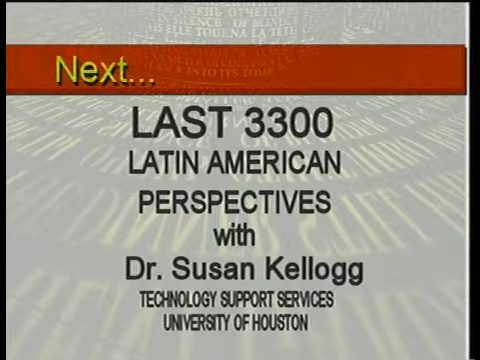 Next...
LAST 3300
LATIN AMERICAN
PERSPECTIVES
with
Dr. Susan Kellogg
TECHNOLOGY SUPPORT SERVICES
UNIVERSITY OF HOUSTON